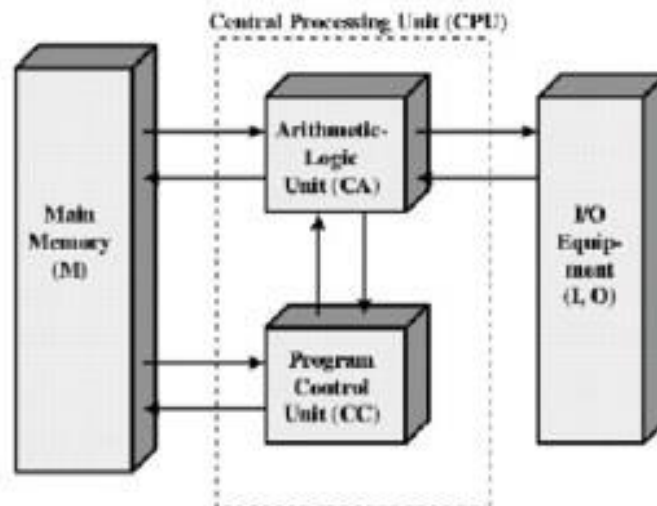 Central Processing Unit (CPU)
Arithmetic-
Logic
Unit (CA)
Main
Memory
(M)
I/O
Equip-
ment
(I, O)
Program
Control
Unit (CC)